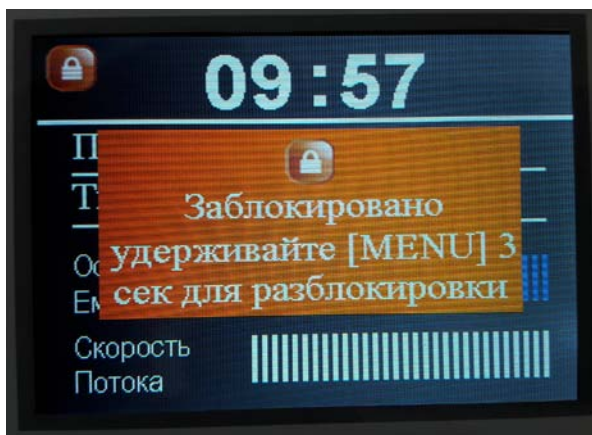 09:57
Заблокировано
удерживайте [MENU] 3
сек для разблокировки
Скорость
Потока